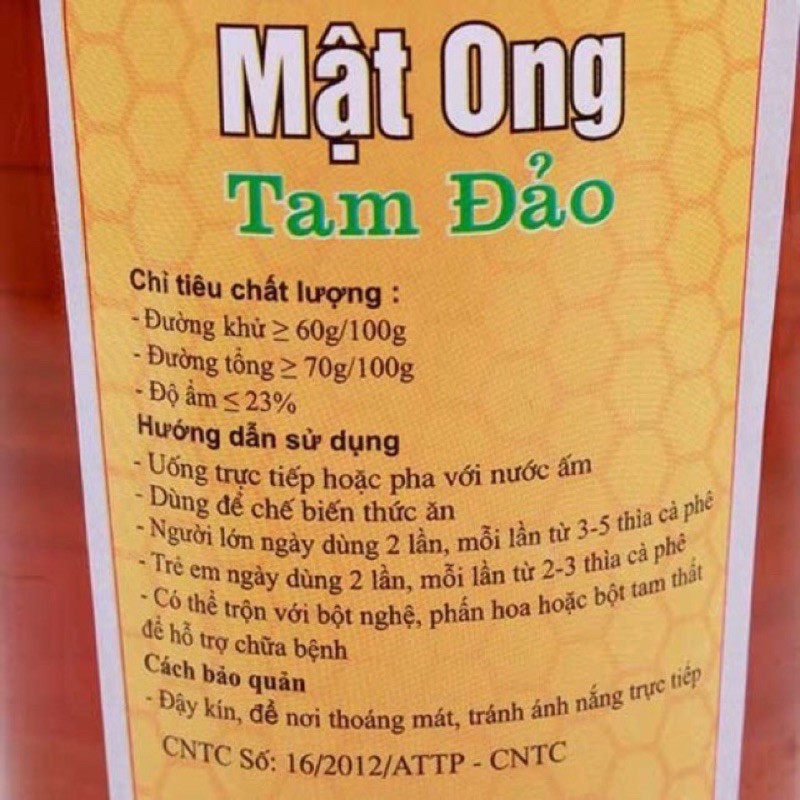 Mật Ong
Tam Đảo
Chỉ tiêu chất lượng :
- Đường khử ≥ 60g/100g
- Đường tổng ≥ 70g/100g
- Độ ẩm ≤ 23%
Hướng dẫn sử dụng
- Uống trực tiếp hoặc pha với nước ấm
- Dùng để chế biến thức ăn
- Người lớn ngày dùng 2 lần, mỗi lần từ 3-5 thìa cà phê
- Trẻ em ngày dùng 2 lần, mỗi lần từ 2-3 thìa cà phê
- Có thể trộn với bột nghệ, phấn hoa hoặc bột tam thất
để hỗ trợ chữa bệnh
Cách bảo quản
- Đậy kín, để nơi thoáng mát, tránh ánh nắng trực tiếp
CNTC Số: 16/2012/ATTP - CNTC